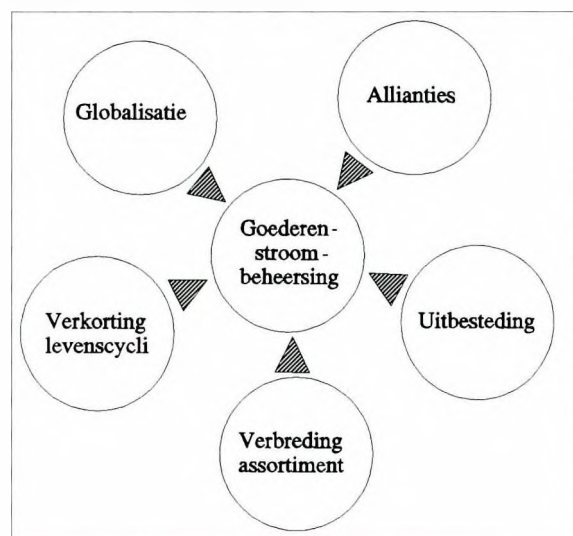 Globalisatie
Allianties
Goederen-
stroom-
beheersing
Verkorting
levenscycli
Uitbesteding
Verbreding
assortiment